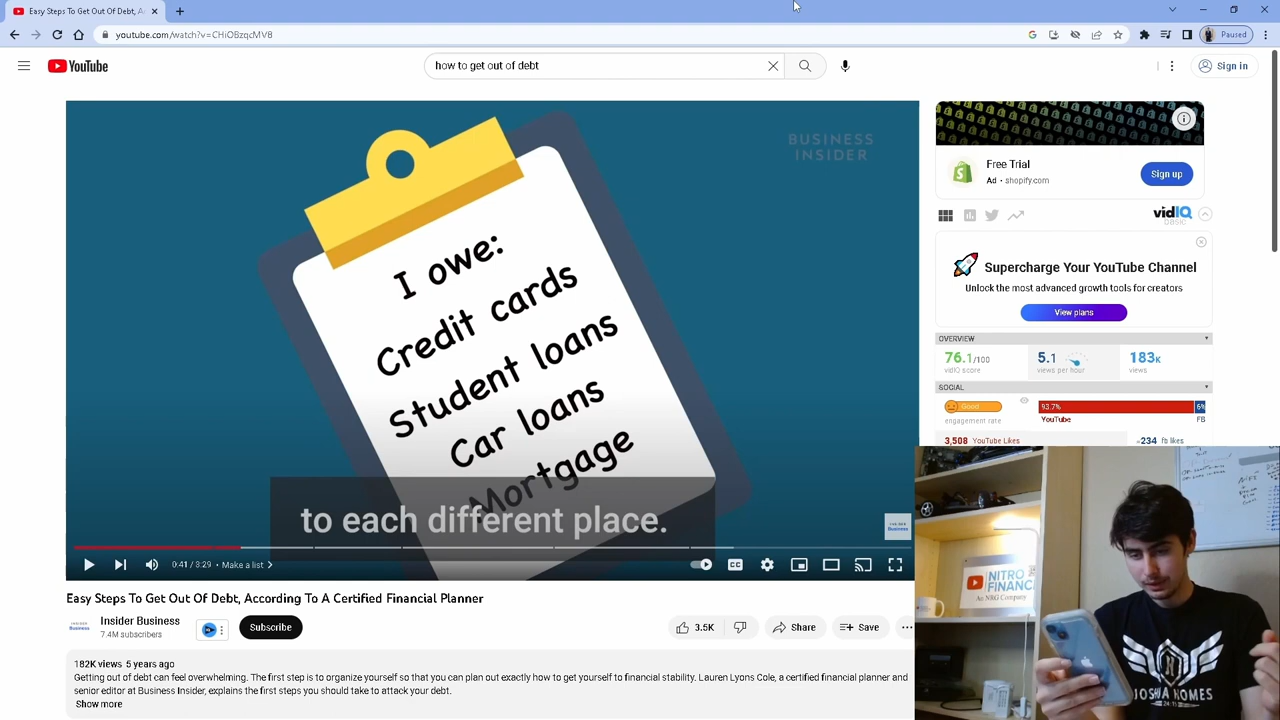 Easy Steps To Get Out Of Debt, A
youtube.com/watch?v=CHiOBzqcMV8
Paused
YouTube
how to get out of debt
Sign in
BUSINESS
INSIDER
I owe:
Credit cards
Student loans
Car loans
Mortgage
to each different place.
0:41 / 3:29 • Make a list
CC
Easy Steps To Get Out Of Debt, According To A Certified Financial Planner
Insider Business
7.4M subscribers
Subscribe
3.5K
Share
Save
182K views 5 years ago
Getting out of debt can feel overwhelming. The first step is to organize yourself so that you can plan out exactly how to get yourself to financial stability. Lauren Lyons Cole, a certified financial planner and
senior editor at Business Insider, explains the first steps you should take to attack your debt.
Show more
Free Trial
Ad • shopify.com
Sign up
vidIQ
basic
Supercharge Your YouTube Channel
Unlock the most advanced growth tools for creators
View plans
OVERVIEW
76.1/100
vidIQ score
5.1
views per hour
183K
views
SOCIAL
Good
engagement rate
93.7%
6%
YouTube
FB
3,508 YouTube Likes
234 fb likes
NITRO
FINANC
An NRG Company
JOSHUA HOMES
24:15